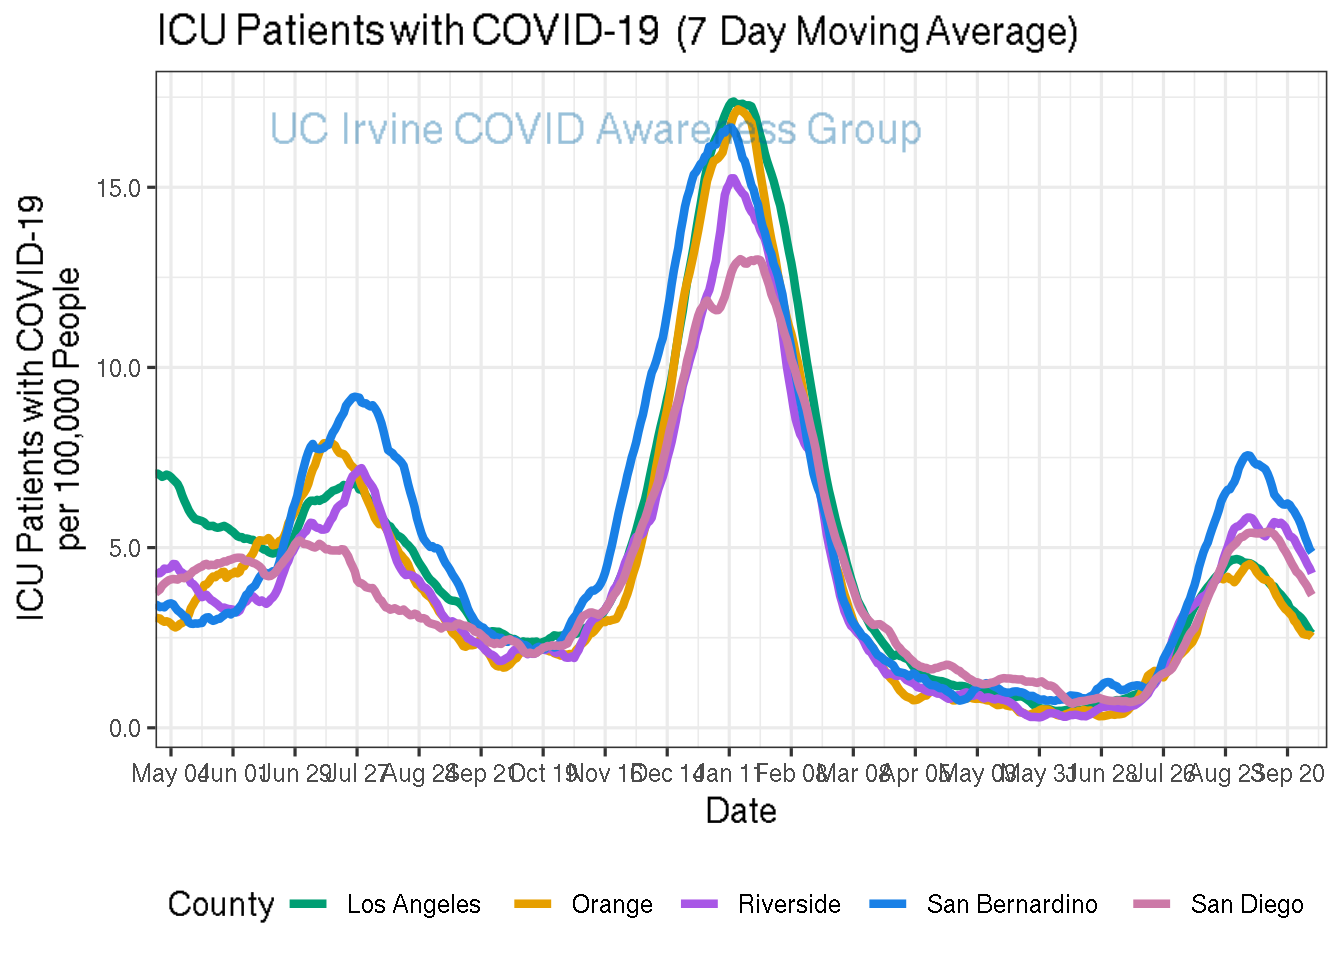 ICU Patients with COVID-19 (7 Day Moving Average)
UC Irvine COVID Awareness Group
ICU Patients with COVID-19
per 100,000 People
15.0
10.0
5.0
0.0
May 04 Jun 01 Jun 29 Jul 27 Aug 24 Sep 21 Oct 19 Nov 16 Dec 14 Jan 11 Feb 08 Mar 08 Apr 05 May 03 May 31 Jun 28 Jul 26 Aug 23 Sep 20
Date
County Los Angeles Orange Riverside San Bernardino San Diego